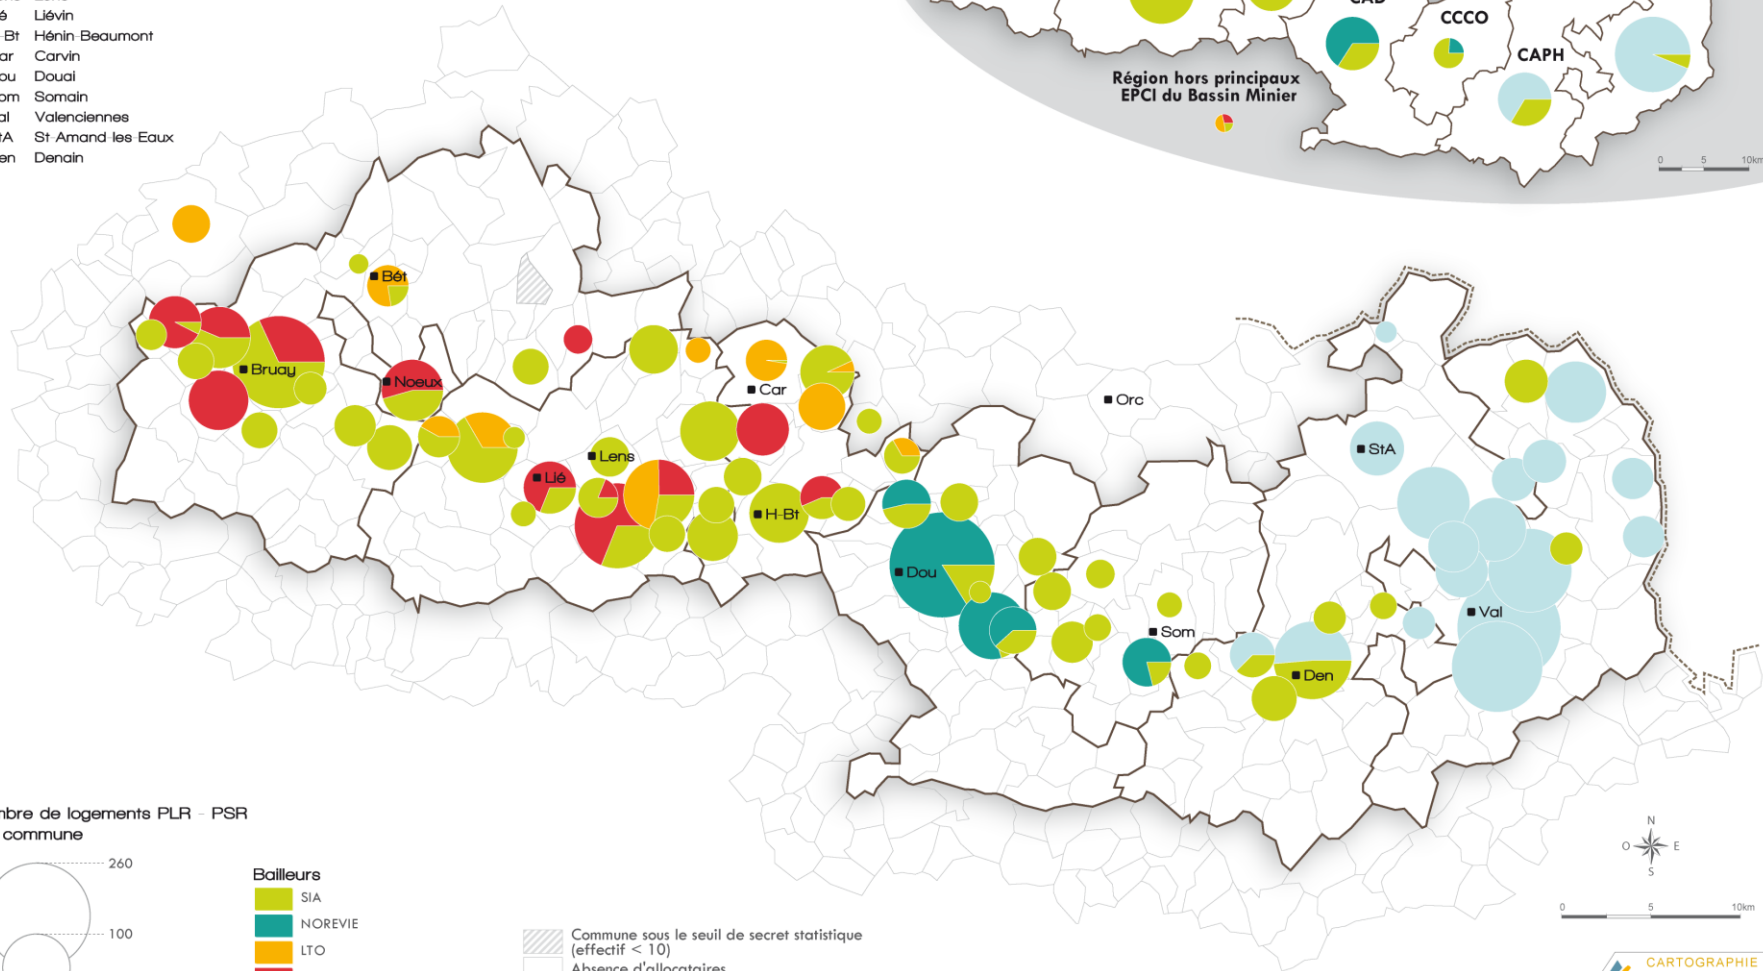 Liévin
Bt Hénin-Beaumont
Carvin
Douai
Somain
Valenciennes
St-Amand-les-Eaux
Denain
CCCO
CAPH
Région hors principaux
EPCI du Bassin Minier
0 5 10km
Bét
Bruay
Noeux
Car
Orc
Lens
Lié
StA
H-Bt
Dou
Som
Val
Den
de logements PLR - PSR
commune
260
100
Bailleurs
SIA
NOREVIE
LTO
Commune sous le seuil de secret statistique
(effectif < 10)
Absence d'allocataires
N
O E
S
0 5 10km
CARTOGRAPHIE